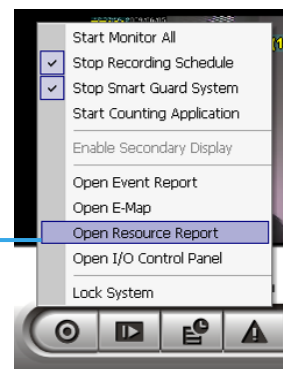 Start Monitor All
Stop Recording Schedule
Stop Smart Guard System
Start Counting Application
Enable Secondary Display
Open Event Report
Open E-Map
Open Resource Report
Open I/O Control Panel
Lock System